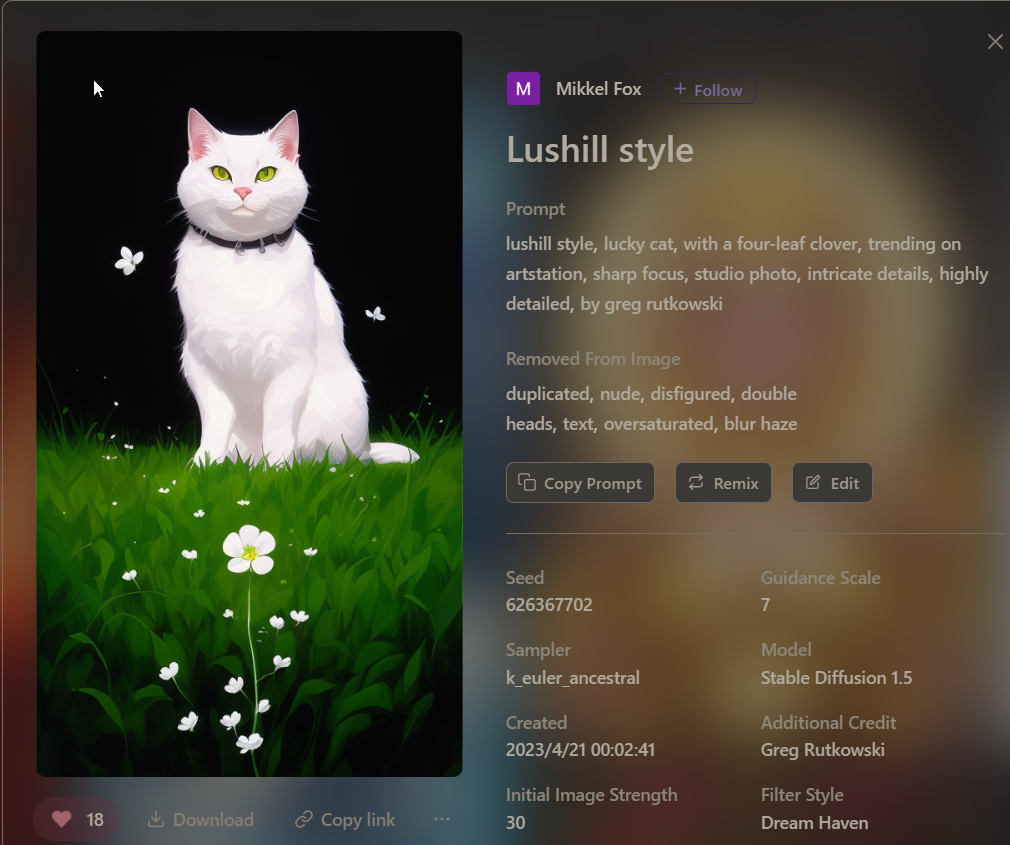 M
Mikkel Fox
+ Follow
Lushill style
Prompt
lushill style, lucky cat, with a four-leaf clover, trending on
artstation, sharp focus, studio photo, intricate details, highly
detailed, by greg rutkowski
Removed From Image
duplicated, nude, disfigured, double
heads, text, oversaturated, blur haze
Copy Prompt
Remix
Edit
Seed
Guidance Scale
626367702
7
Sampler
Model
k_euler_ancestral
Stable Diffusion 1.5
Created
Additional Credit
2023/4/21 00:02:41
Greg Rutkowski
Initial Image Strength
Filter Style
30
Dream Haven
18
Download
Copy link